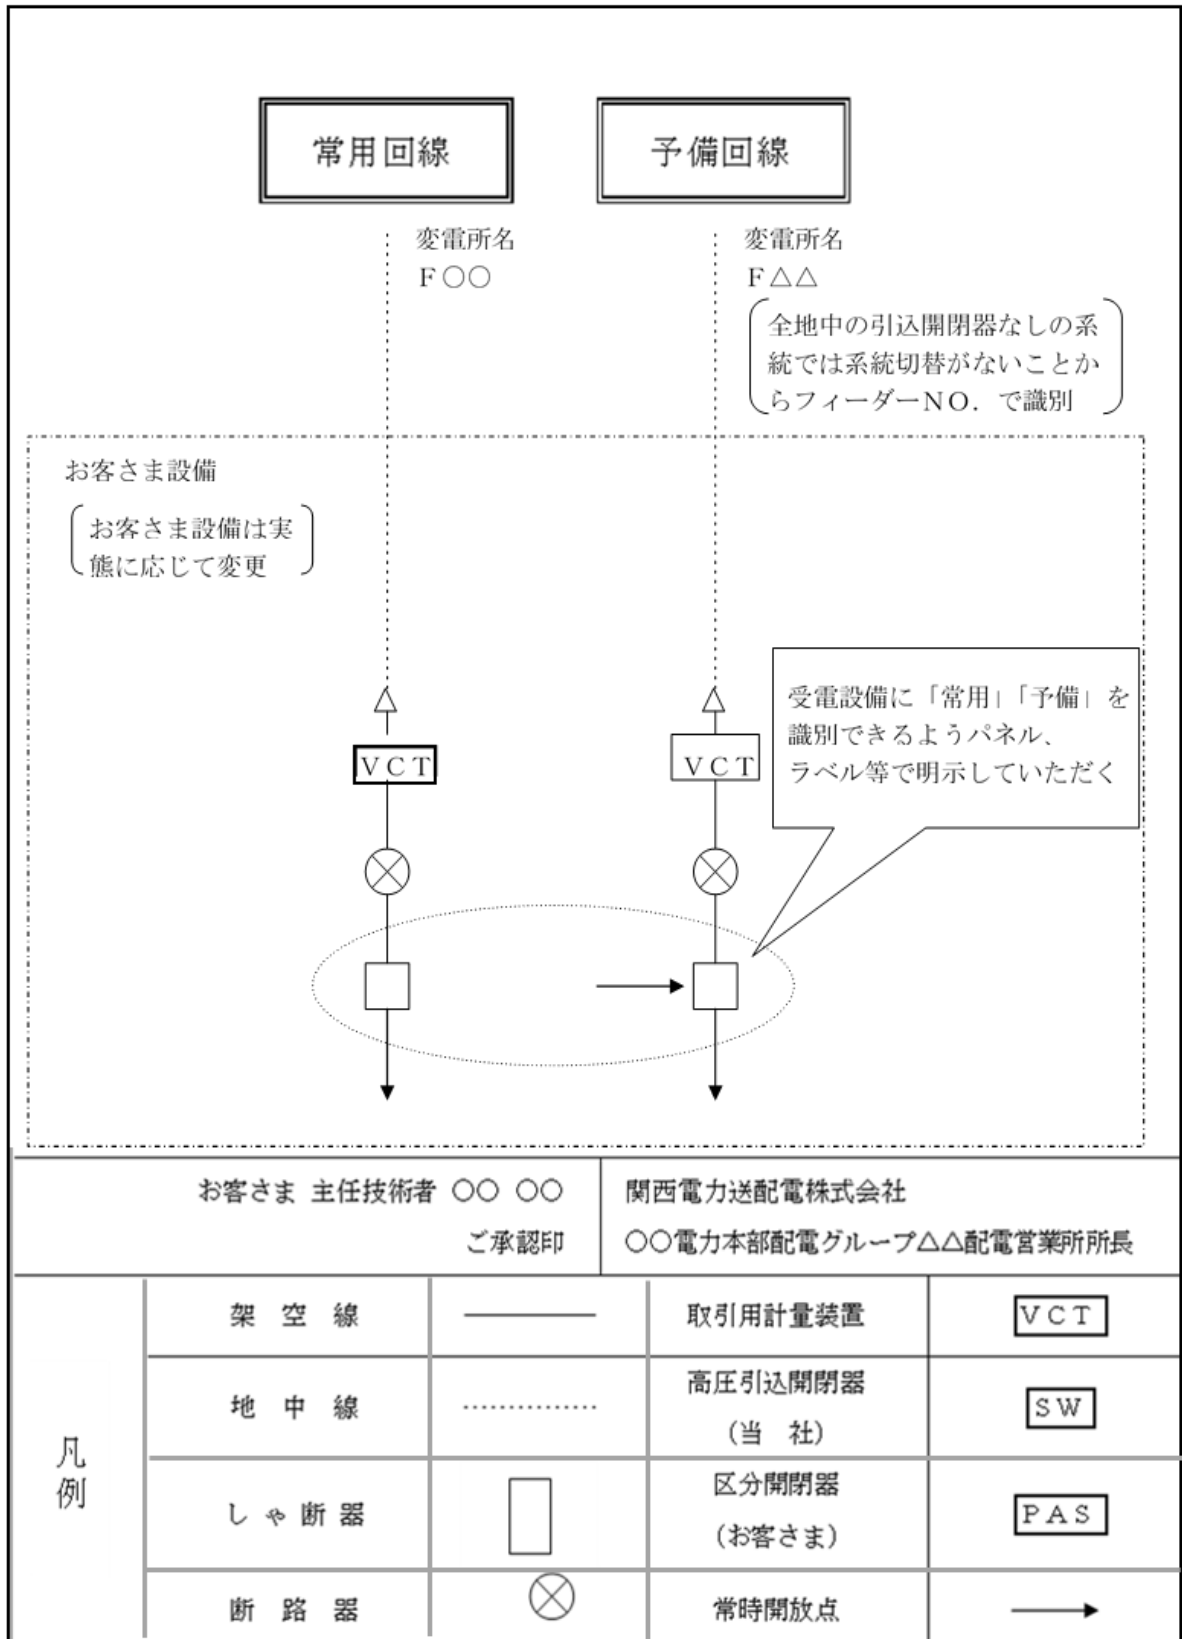 常用回線
予備回線
変電所名
F○○
変電所名
F△△
全地中の引込開閉器なしの系
統では系統切替がないことか
らフィーダーNO．で識別
お客さま設備
お客さま設備は実
態に応じて変更
受電設備に「常用」「予備」を
識別できるようパネル、
ラベル等で明示していただく
VCT
VCT
お客さま 主任技術者 ○○ ○○
ご承認印
関西電力送配電株式会社
○○電力本部配電グループ△△配電営業所所長
凡例
架空線
取引用計量装置
VCT
地中線
高圧引込開閉器
(当 社)
SW
しゃ断器
区分開閉器
(お客さま)
PAS
断路器
常時開放点